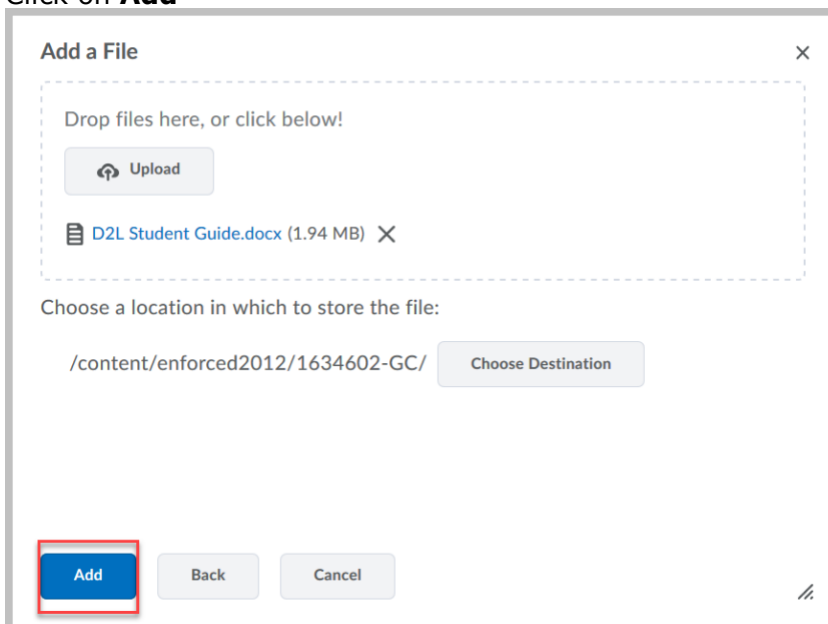 Click on Add
Add a File
Drop files here, or click below!
Upload
D2L Student Guide.docx (1.94 MB)
Choose a location in which to store the file:
/content/enforced2012/1634602-GC/ Choose Destination
Add Back Cancel